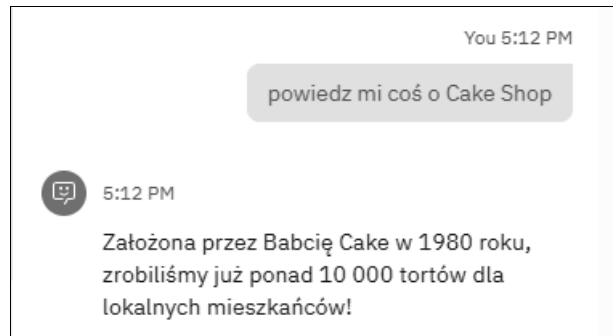 You 5:12 PM
powiedz mi coś o Cake Shop
5:12 PM
Założona przez Babcię Cake w 1980 roku,
zrobiliśmy już ponad 10 000 tortów dla
lokalnych mieszkańców!